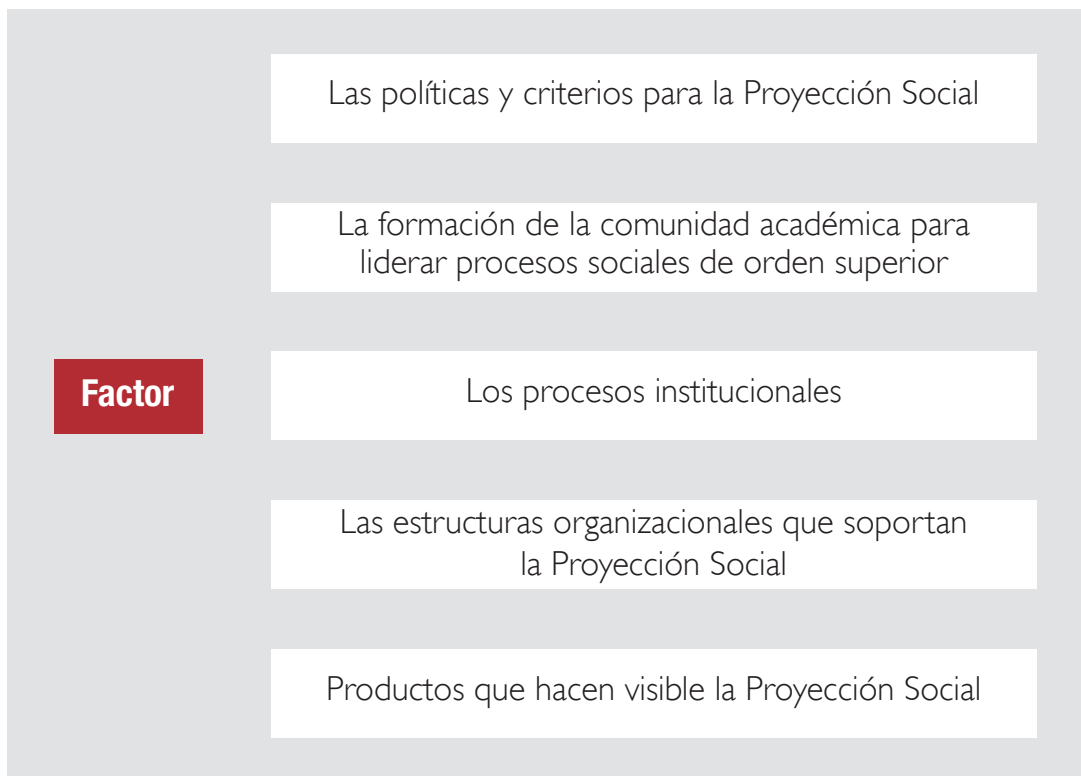 Las políticas y criterios para la Proyección Social
La formación de la comunidad académica para
liderar procesos sociales de orden superior
Factor
Los procesos institucionales
Las estructuras organizacionales que soportan
la Proyección Social
Productos que hacen visible la Proyección Social